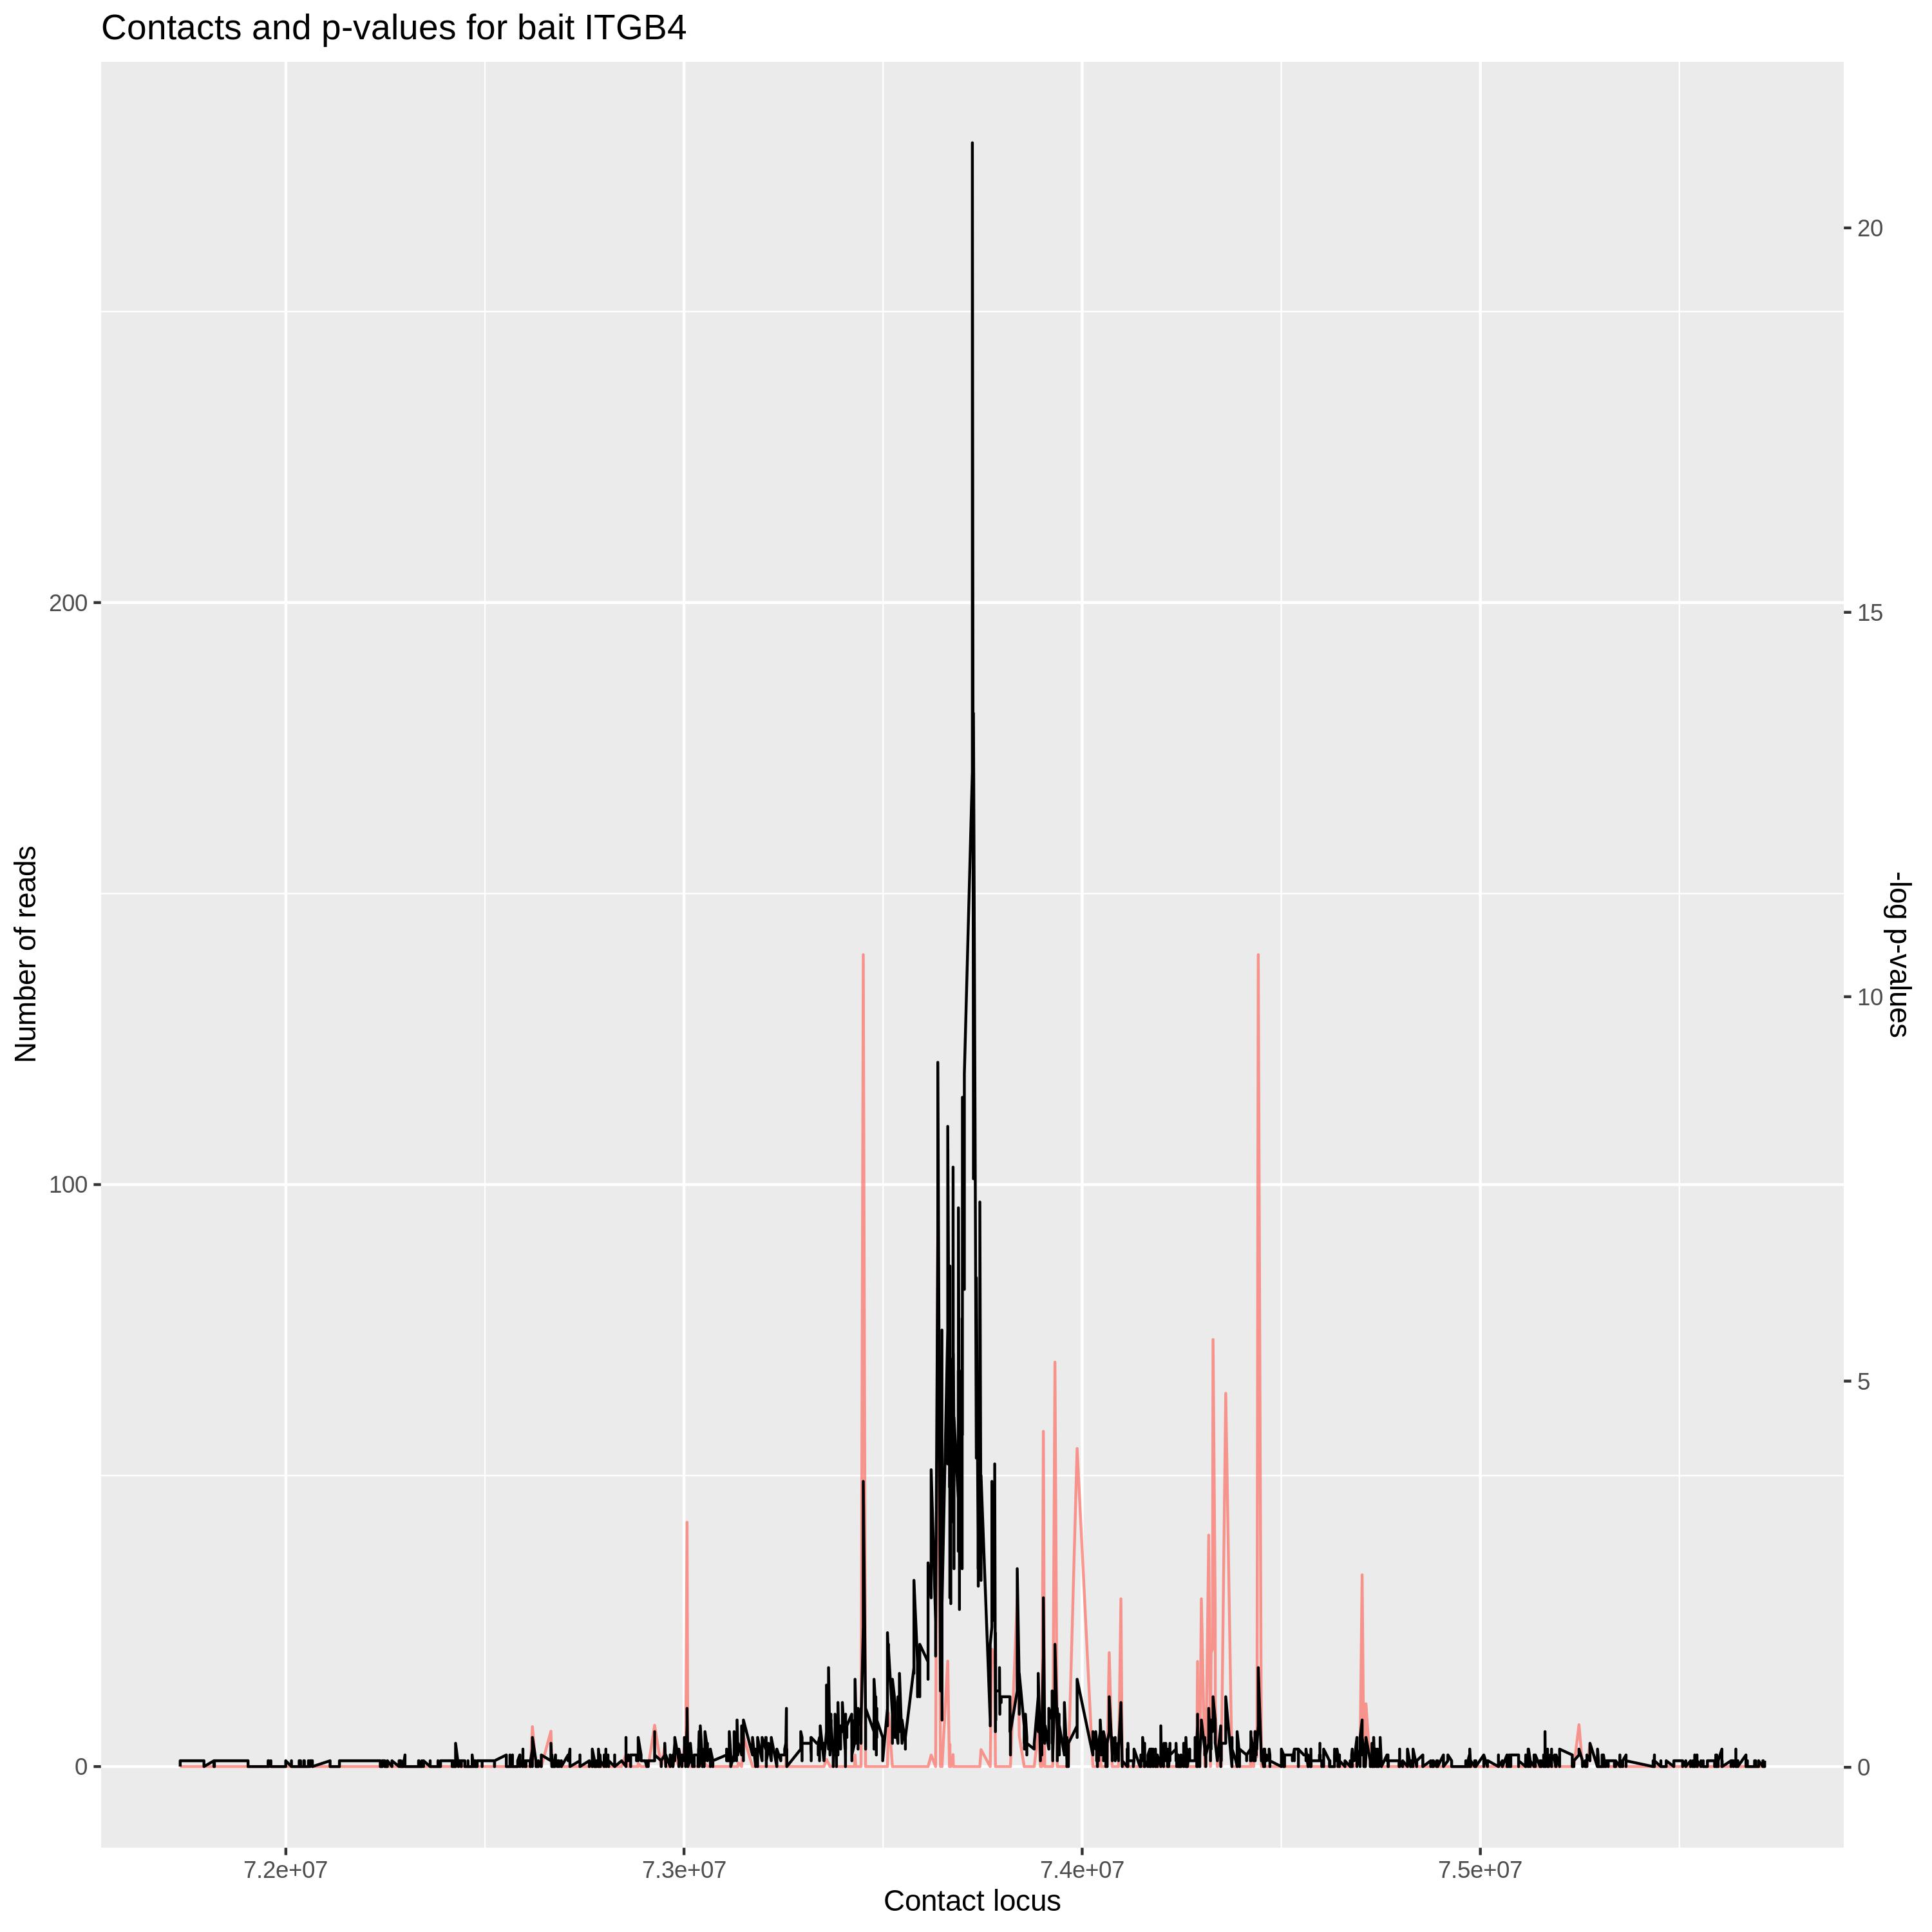 Contacts and p-values for bait ITGB4
Number of reads
200
100
0
20
15
10
5
0
-log p-values
7.2e+07
7.3e+07
7.4e+07
7.5e+07
Contact locus